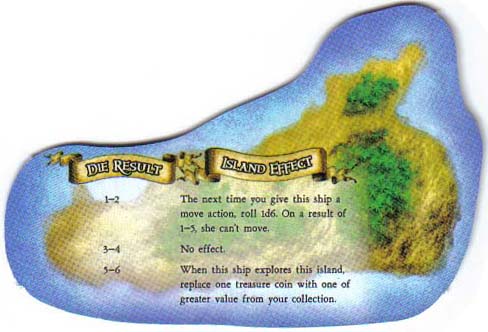 DIE RESULT ISLAND EFFECT
1–2 The next time you give this ship a
move action, roll 1d6. On a result of
1–5, she can't move.
3–4 No effect.
5–6 When this ship explores this island,
replace one treasure coin with one of
greater value from your collection.